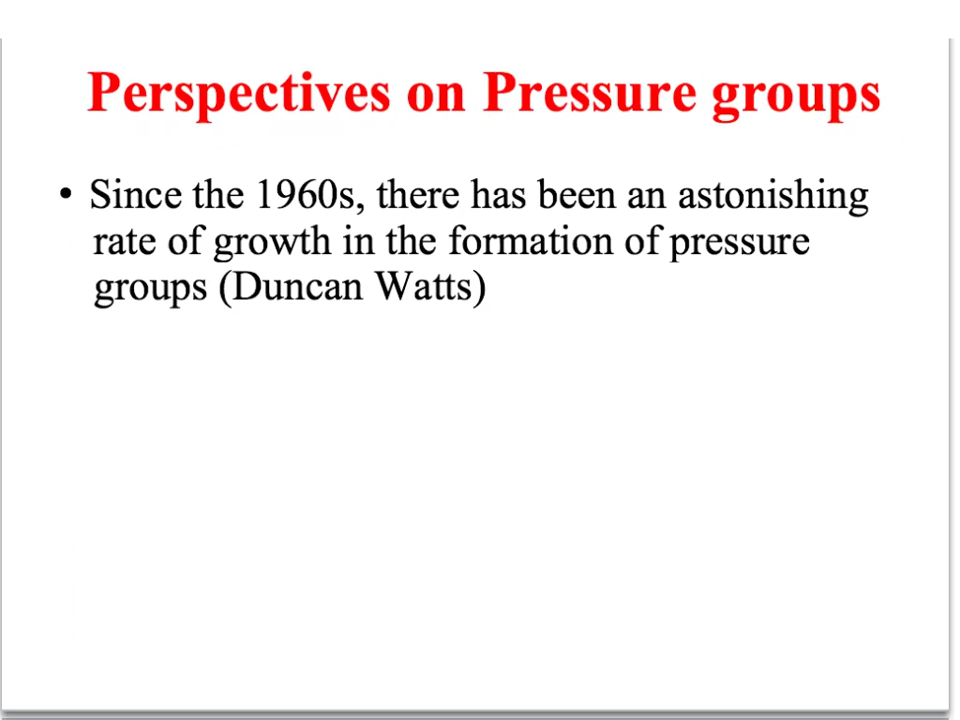 Perspectives on Pressure groups
• Since the 1960s, there has been an astonishing
rate of growth in the formation of pressure
groups (Duncan Watts)